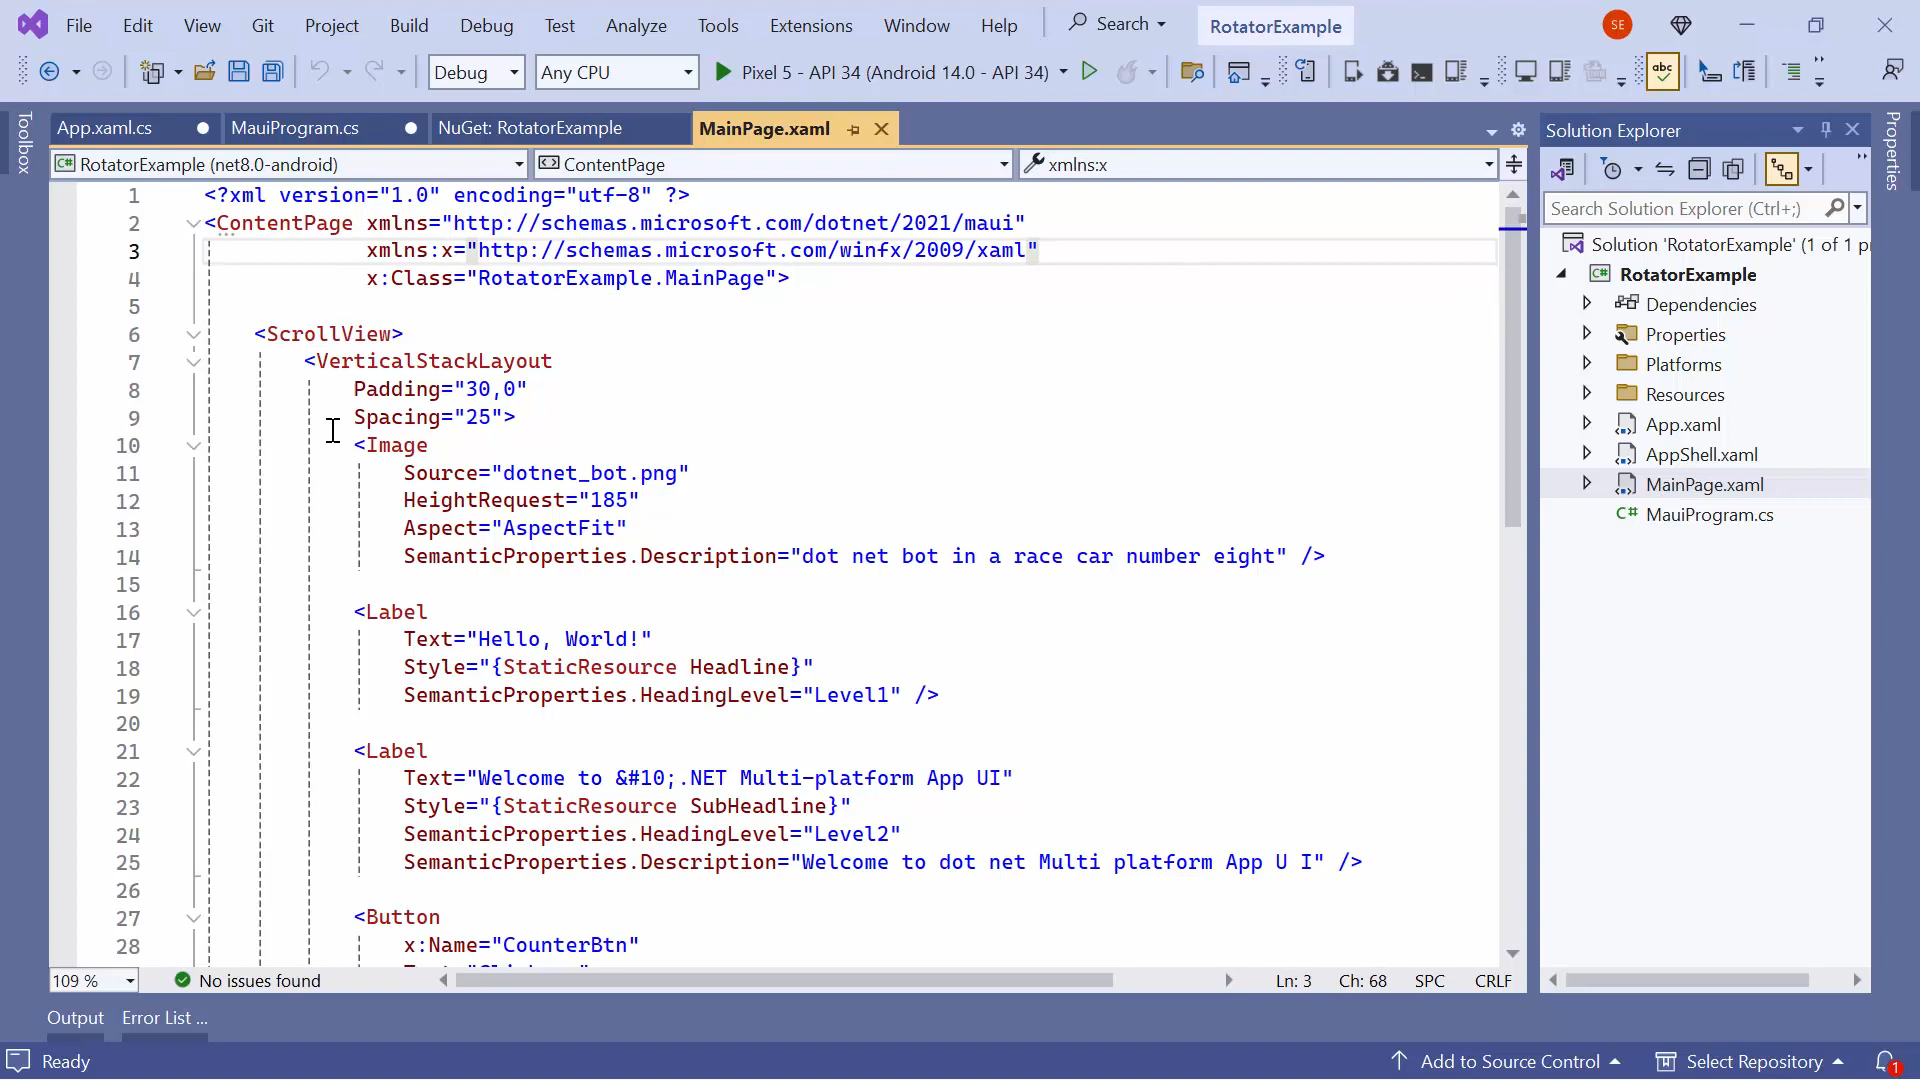 File Edit View Git Project Build Debug Test Analyze Tools Extensions Window Help Search RotatorExample SE
Debug Any CPU Pixel 5 - API 34 (Android 14.0 - API 34) abc
Toolbox
App.xaml.cs MauiProgram.cs NuGet: RotatorExample MainPage.xaml
RotatorExample (net8.0-android) ContentPage xmlns:x
1 <?xml version="1.0" encoding="utf-8" ?>
2 <ContentPage xmlns="http://schemas.microsoft.com/dotnet/2021/maui"
3 xmlns:x="http://schemas.microsoft.com/winfx/2009/xaml"
4 x:Class="RotatorExample.MainPage">
5
6 <ScrollView>
7 <VerticalStackLayout
8 Padding="30,0"
9 Spacing="25">
10 <Image
11 Source="dotnet_bot.png"
12 HeightRequest="185"
13 Aspect="AspectFit"
14 SemanticProperties.Description="dot net bot in a race car number eight" />
15
16 <Label
17 Text="Hello, World!"
18 Style="{StaticResource Headline}"
19 SemanticProperties.HeadingLevel="Level1" />
20
21 <Label
22 Text="Welcome to &#10;.NET Multi-platform App UI"
23 Style="{StaticResource SubHeadline}"
24 SemanticProperties.HeadingLevel="Level2"
25 SemanticProperties.Description="Welcome to dot net Multi platform App U I" />
26
27 <Button
28 x:Name="CounterBtn"
109 % No issues found Ln: 3 Ch: 68 SPC CRLF
Solution Explorer
Search Solution Explorer (Ctrl+;)
Solution 'RotatorExample' (1 of 1 p
C# RotatorExample
Dependencies
Properties
Platforms
Resources
App.xaml
AppShell.xaml
MainPage.xaml
C# MauiProgram.cs
Properties
Output Error List ...
Ready Add to Source Control Select Repository 1